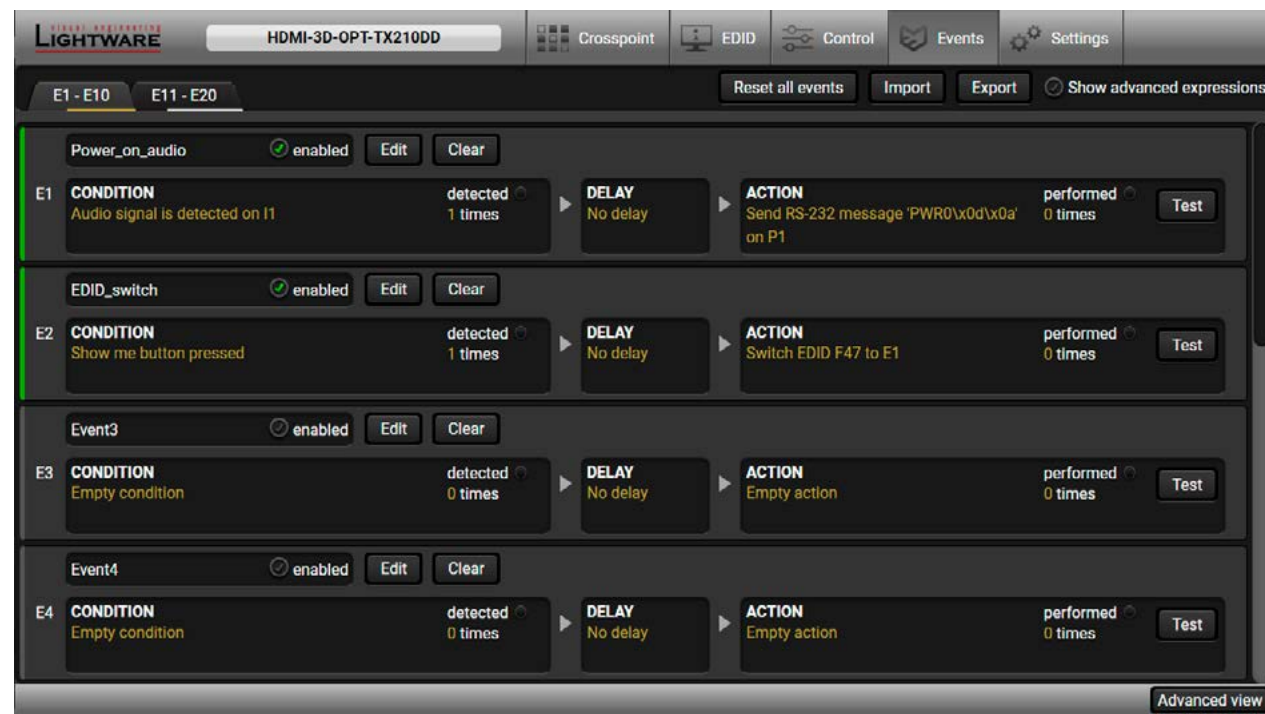 visual engineering
LIGHTWARE
HDMI-3D-OPT-TX210DD
Crosspoint
EDID
Control
Events
Settings
E1 - E10
E11 - E20
Reset all events
Import
Export
Show advanced expressions
Power_on_audio
enabled
Edit
Clear
E1
CONDITION
Audio signal is detected on I1
detected
1 times
DELAY
No delay
ACTION
Send RS-232 message 'PWR0\x0d\x0a'
on P1
performed
0 times
Test
EDID_switch
enabled
Edit
Clear
E2
CONDITION
Show me button pressed
detected
1 times
DELAY
No delay
ACTION
Switch EDID F47 to E1
performed
0 times
Test
Event3
enabled
Edit
Clear
E3
CONDITION
Empty condition
detected
0 times
DELAY
No delay
ACTION
Empty action
performed
0 times
Test
Event4
enabled
Edit
Clear
E4
CONDITION
Empty condition
detected
0 times
DELAY
No delay
ACTION
Empty action
performed
0 times
Test
Advanced view